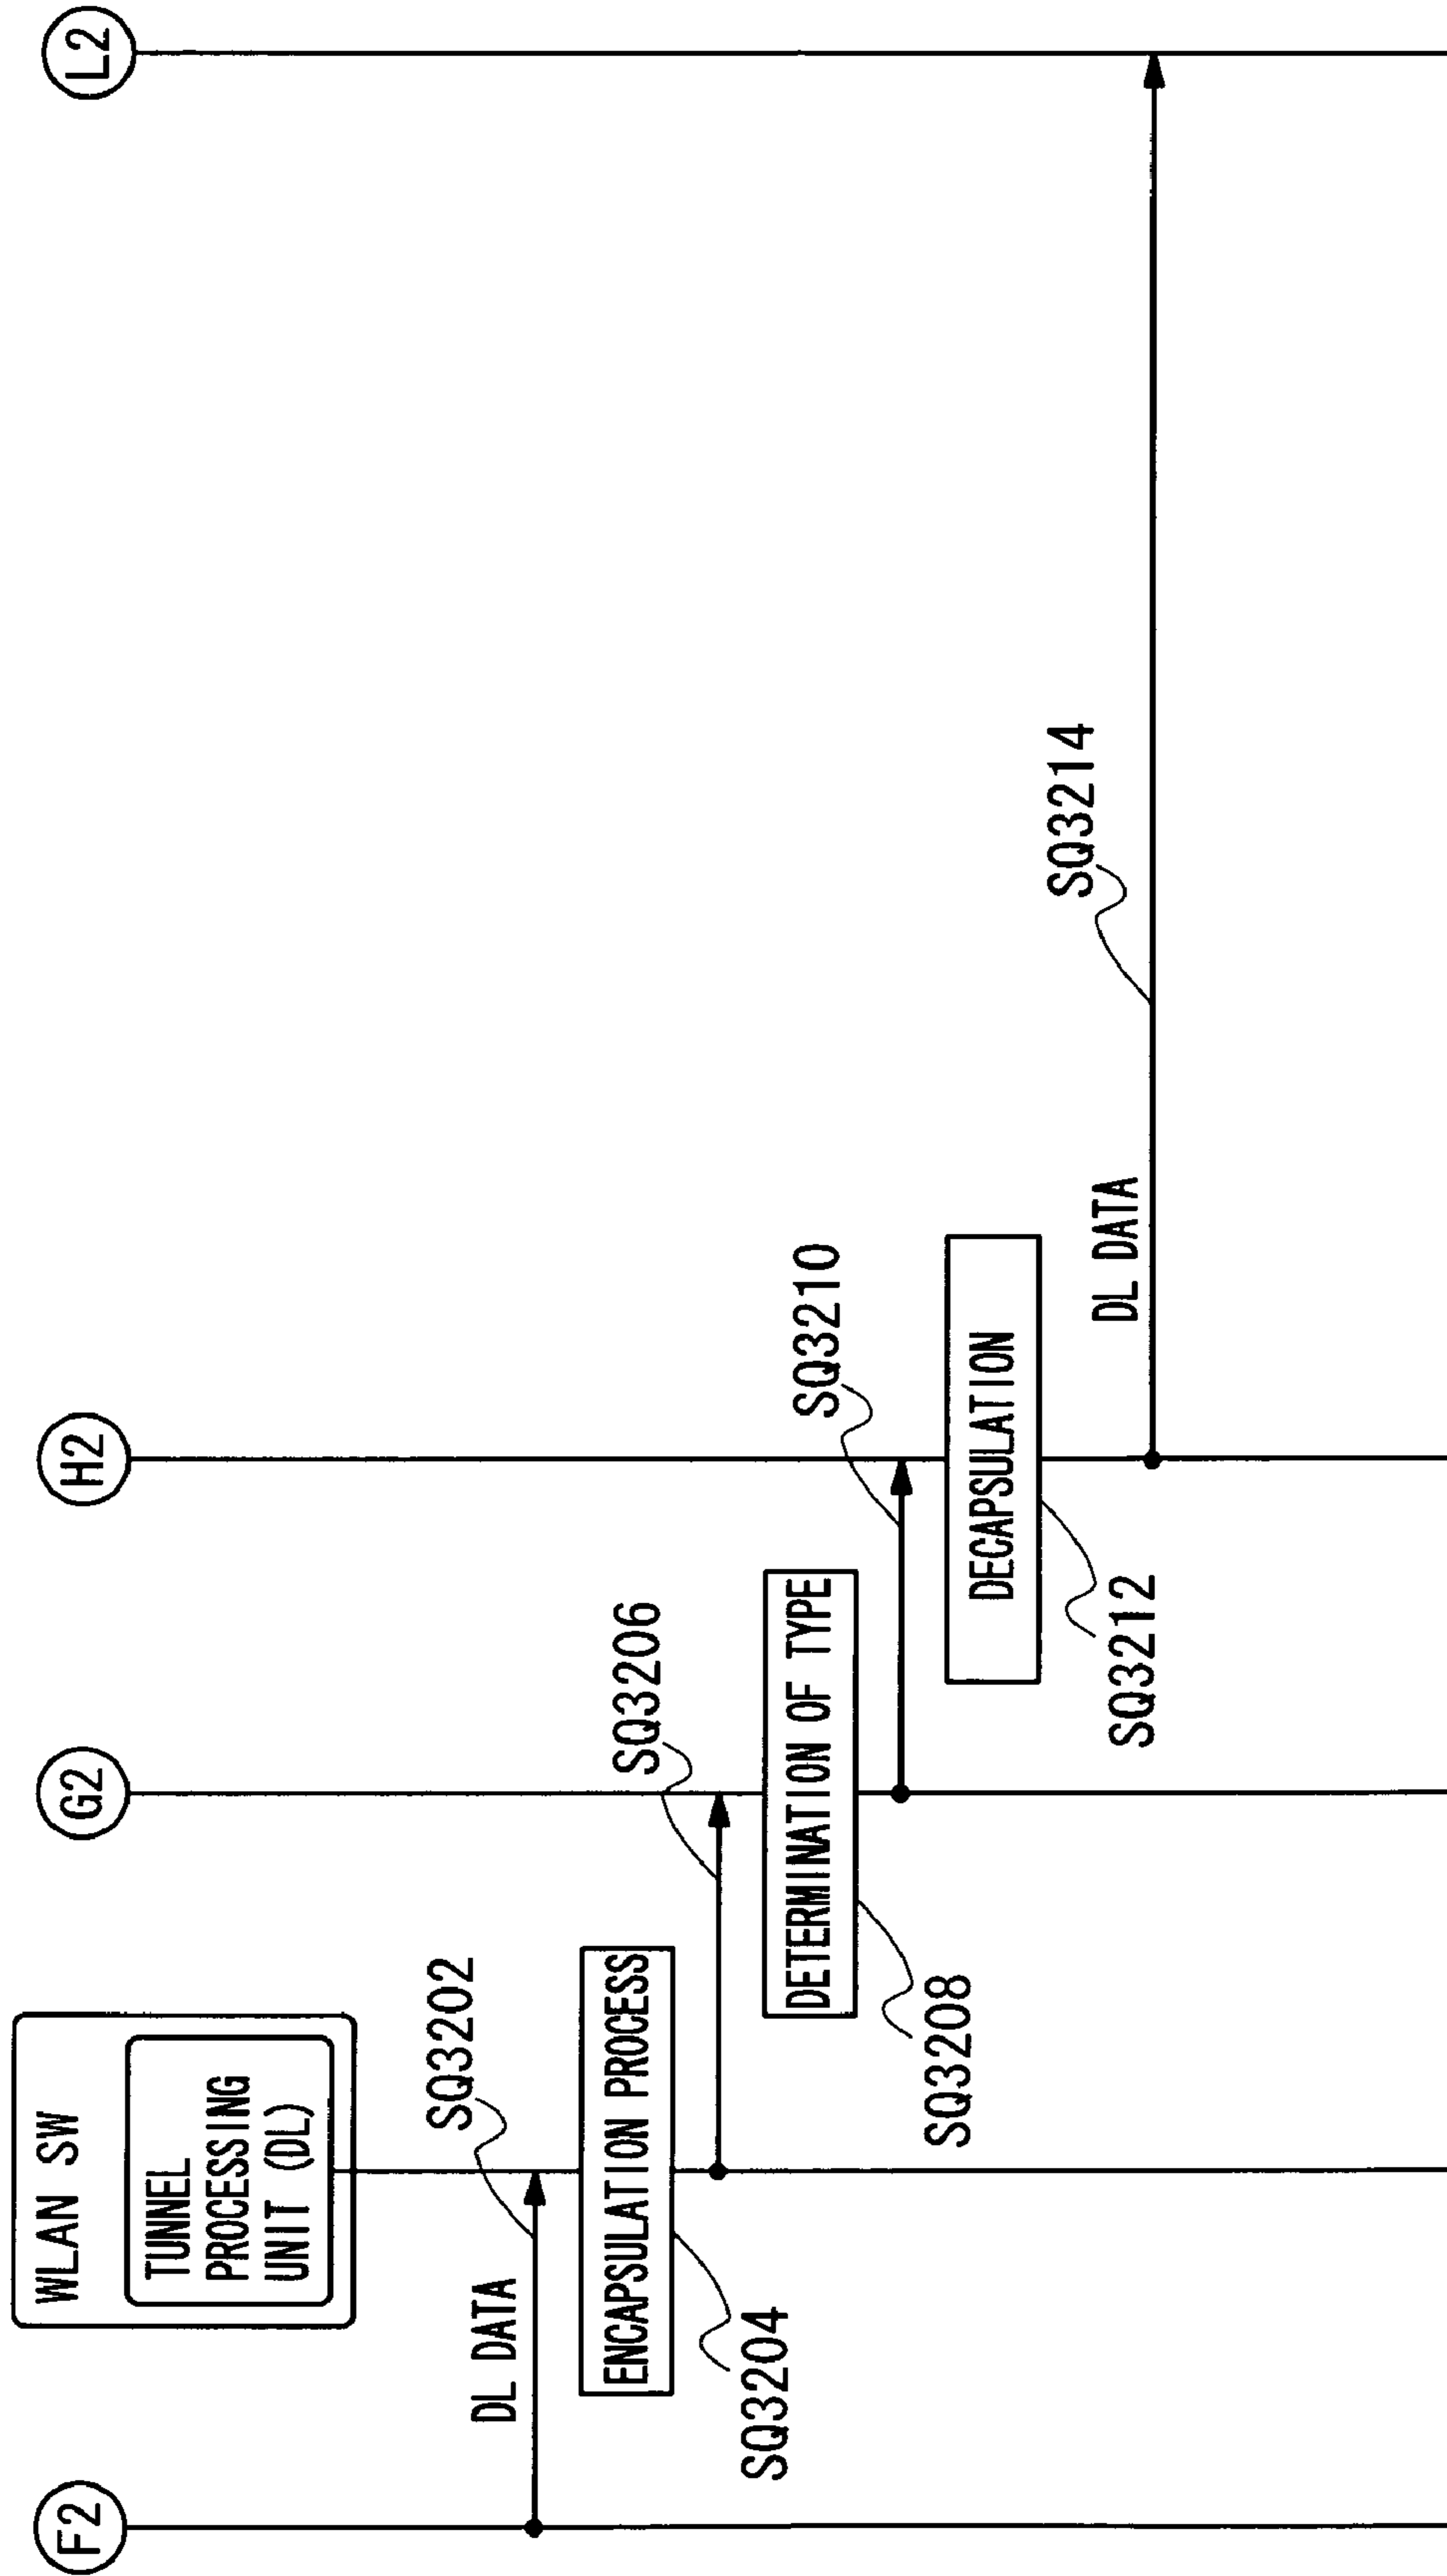 F2
WLAN SW
TUNNEL
PROCESSING
UNIT (DL)
G2
H2
L2
SQ3202
DL DATA
ENCAPSULATION PROCESS
SQ3204
SQ3206
DETERMINATION OF TYPE
SQ3208
SQ3210
DECAPSULATION
SQ3212
SQ3214
DL DATA